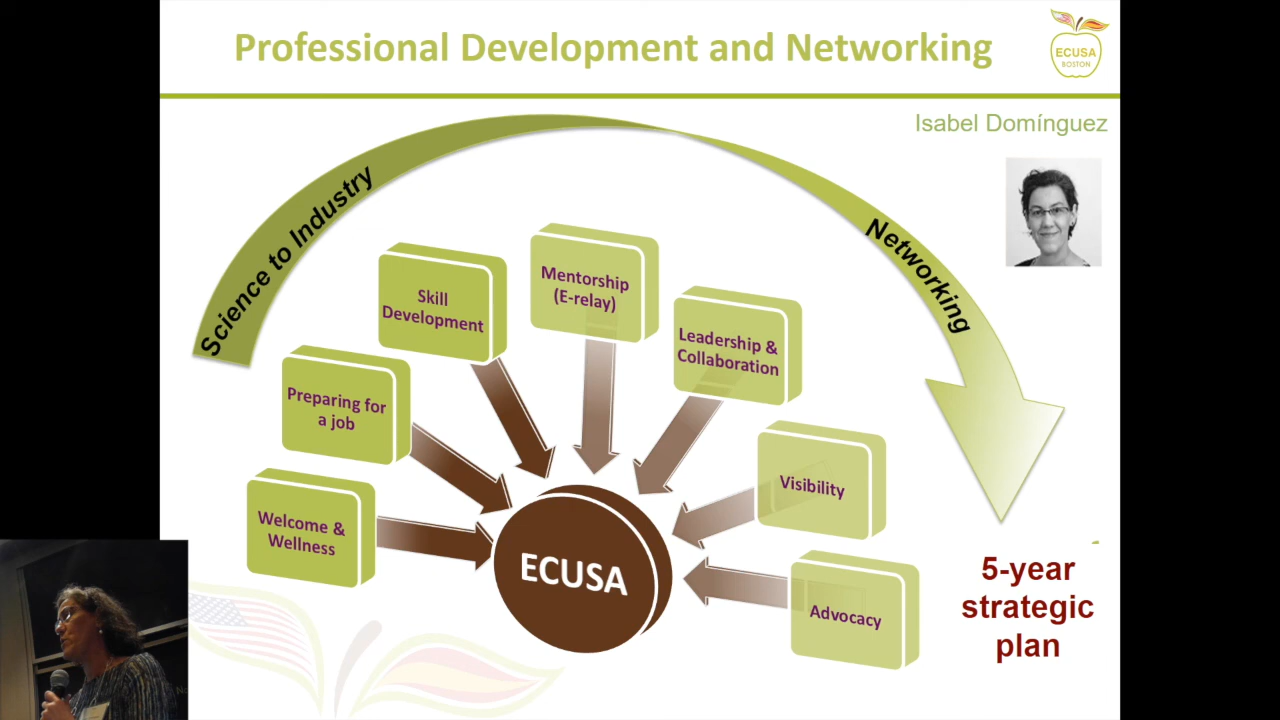 Professional Development and Networking
ECUSA
BOSTON
Isabel Domínguez
Science to Industry
Networking
Mentorship
(E-relay)
Skill
Development
Leadership &
Collaboration
Preparing for
a job
Visibility
Welcome &
Wellness
ECUSA
Advocacy
5-year
strategic
plan